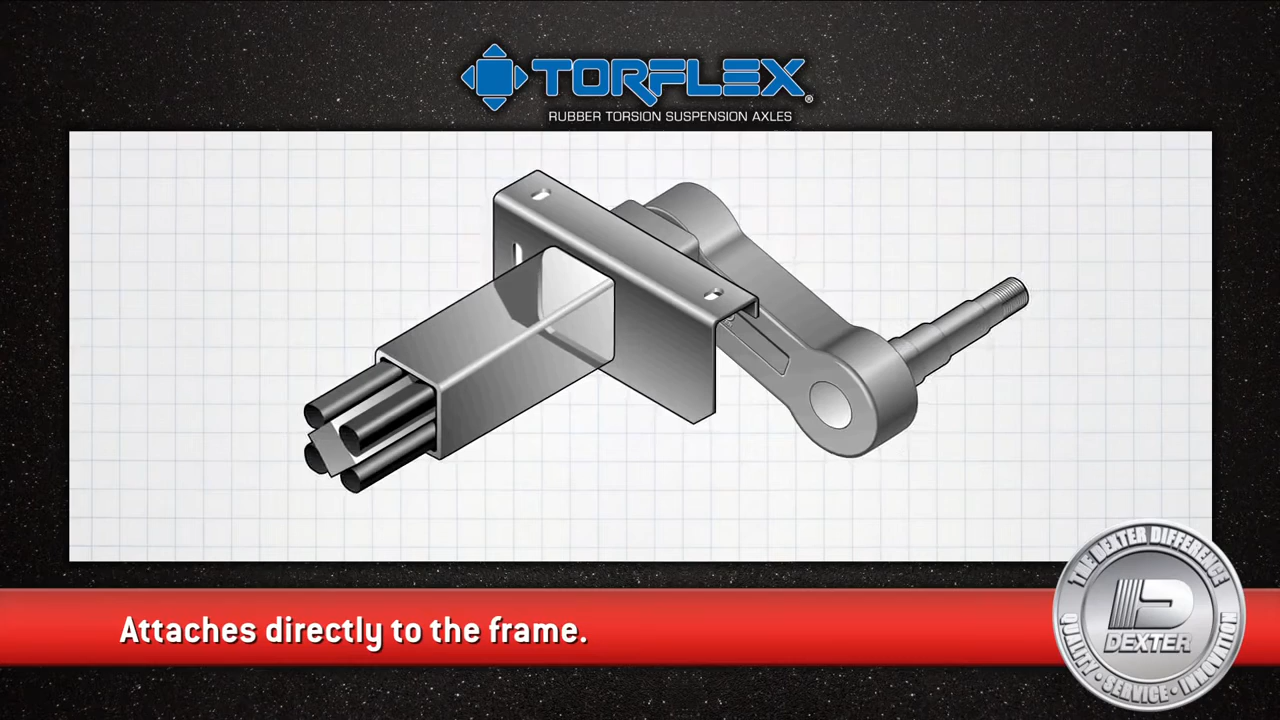 TORFLEX®
RUBBER TORSION SUSPENSION AXLES
Attaches directly to the frame.
THE DEXTER DIFFERENCE
DEXTER
QUALITY • SERVICE • INNOVATION